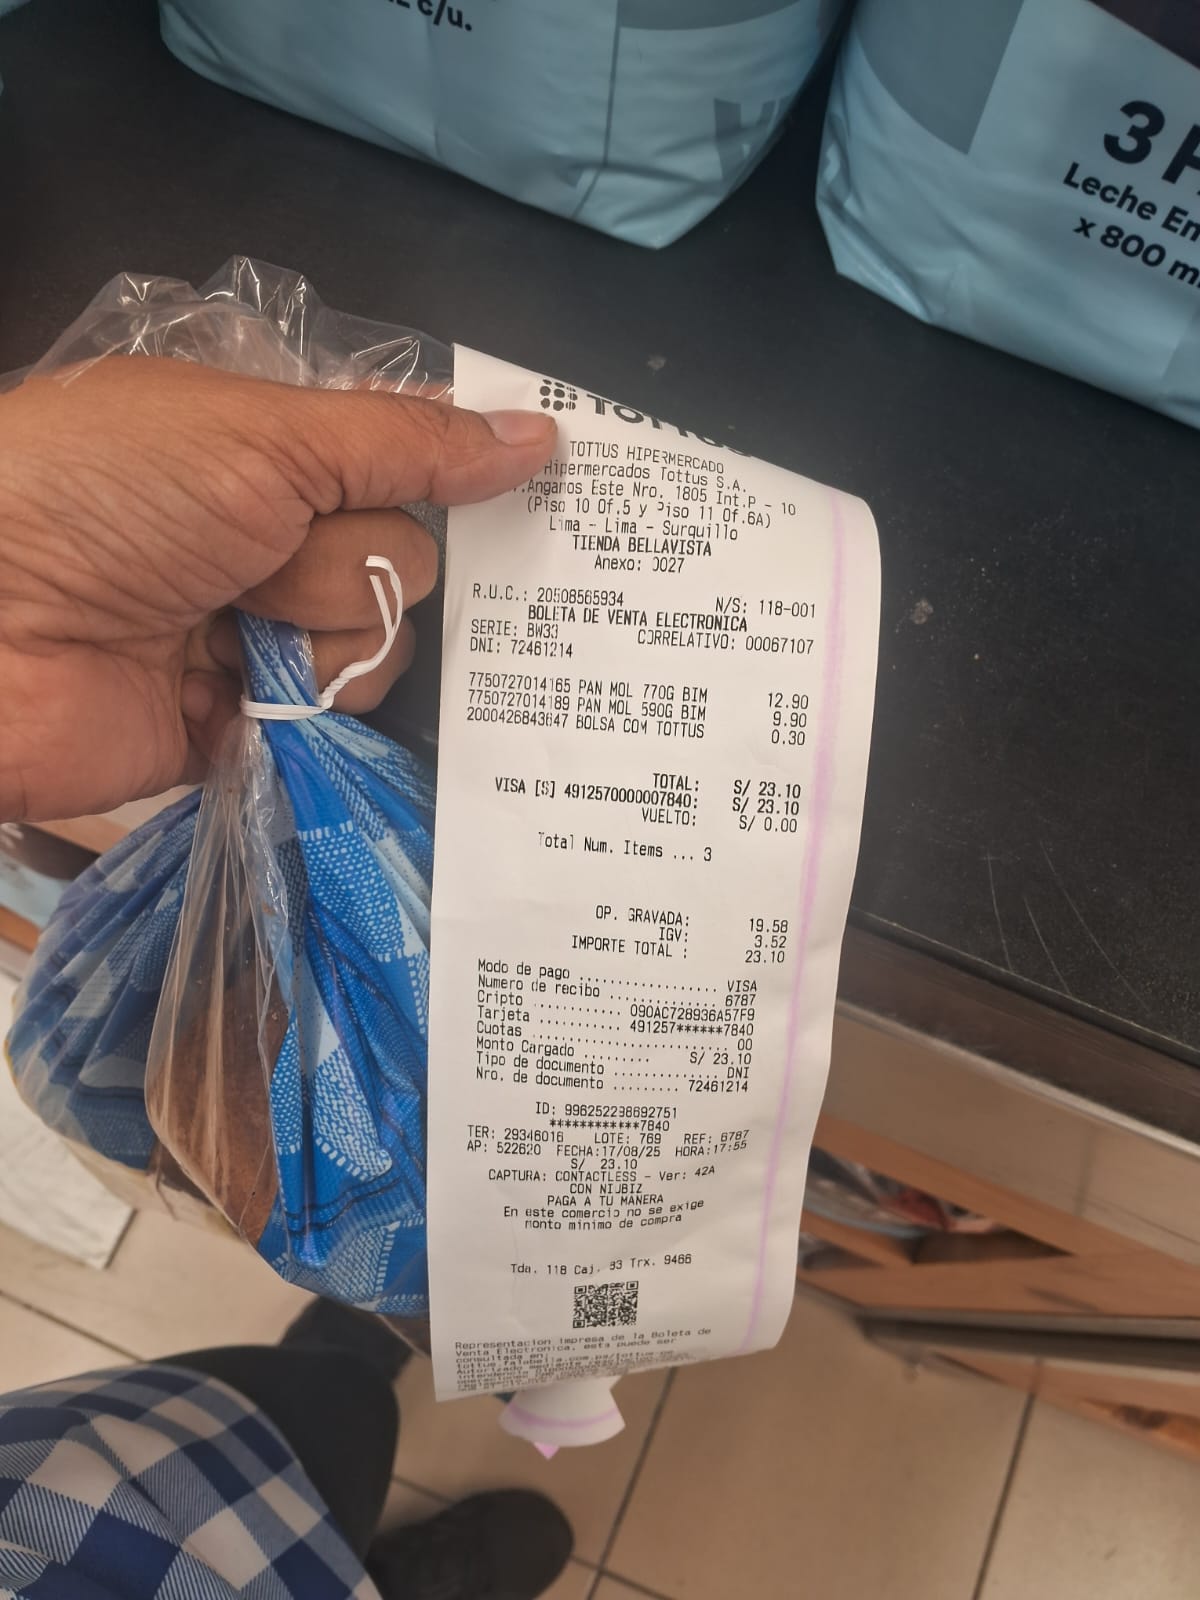 c/u.
3
Leche
x 800 m
TOTTUS
TOTTUS HIPERMERCADO
Hipermercados Tottus S.A.
.Angamos Este Nro. 1805 Int.P - 10
(Piso 10 Of.5 y Piso 11 Of.6A)
Lima - Lima - Surquillo
TIENDA BELLAVISTA
Anexo: 0027
R.U.C.: 20508565934 N/S: 118-001
BOLETA DE VENTA ELECTRONICA
SERIE: BW33 CORRELATIVO: 00067107
DNI: 72461214
7750727014165 PAN MOL 770G BIM 12.90
7750727014189 PAN MOL 590G BIM 9.90
2000426843647 BOLSA COM TOTTUS 0.30
TOTAL: S/ 23.10
VISA [S] 4912570000007840: S/ 23.10
VUELTO: S/ 0.00
Total Num. Items ... 3
OP. GRAVADA: 19.58
IGV: 3.52
IMPORTE TOTAL : 23.10
Modo de pago ................. VISA
Numero de recibo ............. 6787
Cripto ........... 090AC728936A57F9
Tarjeta .......... 491257******7840
Cuotas ......................... 00
Monto Cargado ......... S/ 23.10
Tipo de documento .............. DNI
Nro. de documento ......... 72461214
ID: 996252298692751
************7840
TER: 29346016 LOTE: 769 REF: 6787
AP: 522620 FECHA:17/08/25 HORA:17:55
S/ 23.10
CAPTURA: CONTACTLESS - Ver: 42A
CON NIUBIZ
PAGA A TU MANERA
En este comercio no se exige
monto minimo de compra
Tda. 118 Caj. 33 Trx. 9466
Representacion impresa de la Boleta de
Venta Electronica, esta puede ser
consultada en: